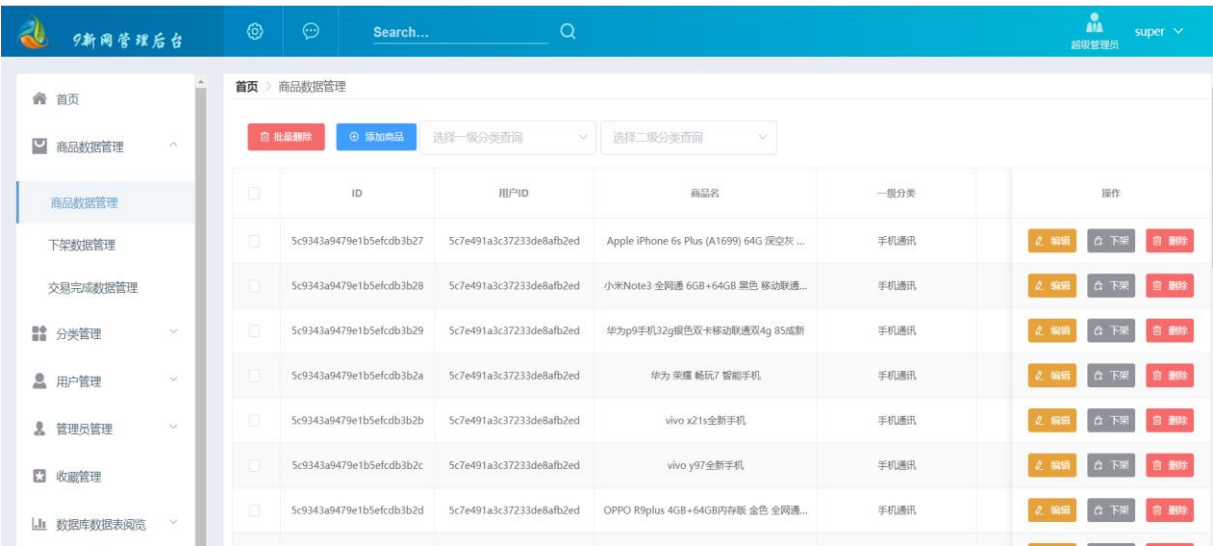 9新网管理后台
Search...
超级管理员
super
首页
商品数据管理
商品数据管理
下架数据管理
交易完成数据管理
分类管理
用户管理
管理员管理
收藏管理
数据库数据表阅览
首页 > 商品数据管理
批量删除 添加商品 选择一级分类查询 选择二级分类查询
ID 用户ID 商品名 一级分类 操作
5c9343a9479e1b5efcdb3b27 5c7e491a3c37233de8afb2ed Apple iPhone 6s Plus (A1699) 64G 深空灰 ... 手机通讯 编辑 下架 删除
5c9343a9479e1b5efcdb3b28 5c7e491a3c37233de8afb2ed 小米Note3 全网通 6GB+64GB 黑色 移动联通... 手机通讯 编辑 下架 删除
5c9343a9479e1b5efcdb3b29 5c7e491a3c37233de8afb2ed 华为p9手机32g银色双卡移动联通双4g 85成新 手机通讯 编辑 下架 删除
5c9343a9479e1b5efcdb3b2a 5c7e491a3c37233de8afb2ed 华为 荣耀 畅玩7 智能手机 手机通讯 编辑 下架 删除
5c9343a9479e1b5efcdb3b2b 5c7e491a3c37233de8afb2ed vivo x21s全新手机 手机通讯 编辑 下架 删除
5c9343a9479e1b5efcdb3b2c 5c7e491a3c37233de8afb2ed vivo y97全新手机 手机通讯 编辑 下架 删除
5c9343a9479e1b5efcdb3b2d 5c7e491a3c37233de8afb2ed OPPO R9plus 4GB+64GB内存版 金色 全网通... 手机通讯 编辑 下架 删除